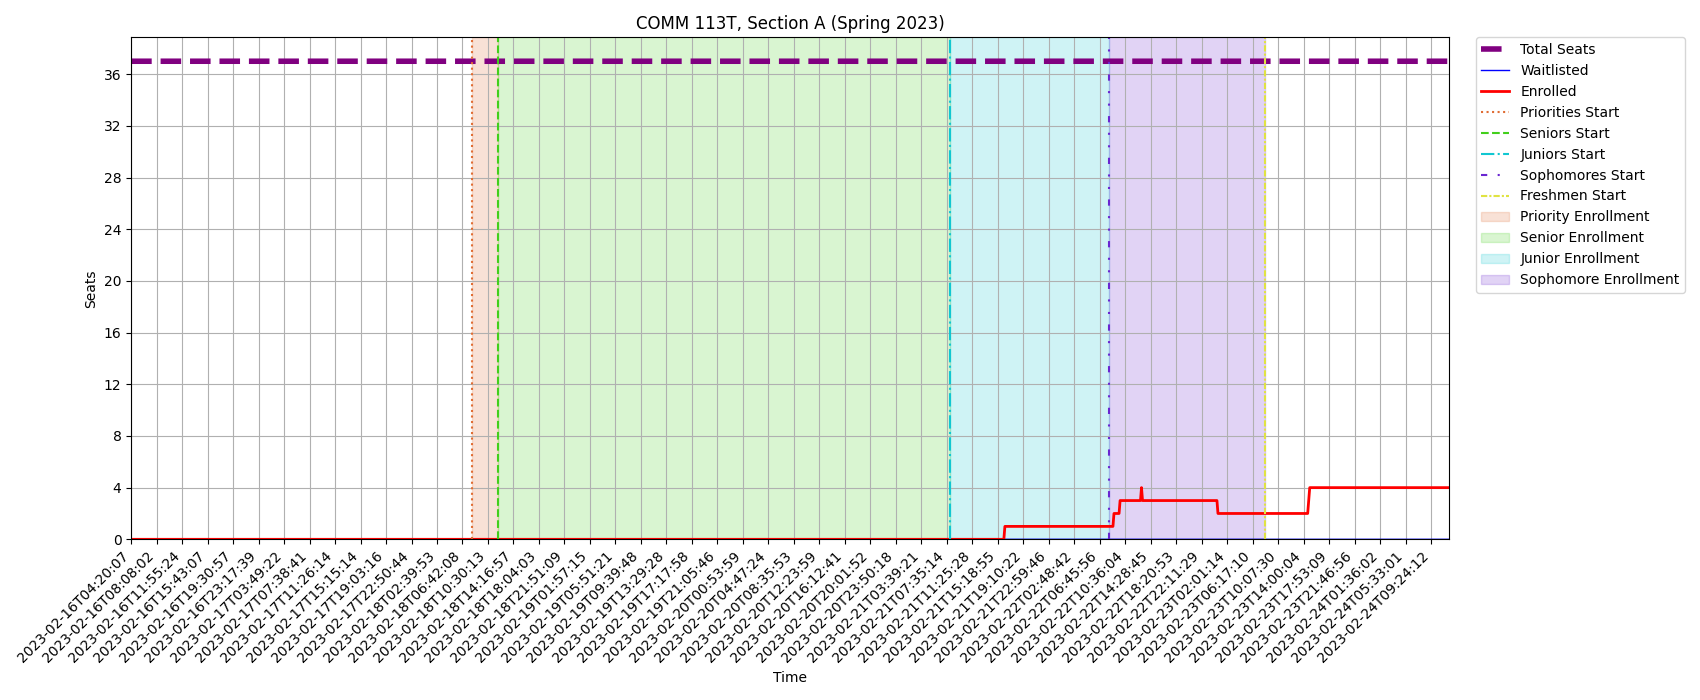 COMM 113T, Section A (Spring 2023)
Seats
36
32
28
24
20
16
12
8
4
0
2023-02-16T04:20:07
2023-02-16T08:08:02
2023-02-16T11:55:24
2023-02-16T15:43:07
2023-02-16T19:30:57
2023-02-16T23:17:39
2023-02-17T03:49:22
2023-02-17T07:38:41
2023-02-17T11:26:14
2023-02-17T15:15:14
2023-02-17T19:03:16
2023-02-17T22:50:44
2023-02-18T02:39:53
2023-02-18T06:42:08
2023-02-18T10:30:13
2023-02-18T14:16:57
2023-02-18T18:04:03
2023-02-18T21:51:09
2023-02-19T01:57:15
2023-02-19T05:51:21
2023-02-19T09:39:48
2023-02-19T13:29:28
2023-02-19T17:17:58
2023-02-19T21:05:46
2023-02-20T00:53:59
2023-02-20T04:47:24
2023-02-20T08:35:53
2023-02-20T12:23:59
2023-02-20T16:12:41
2023-02-20T20:01:52
2023-02-20T23:50:18
2023-02-21T03:39:21
2023-02-21T07:35:14
2023-02-21T11:25:28
2023-02-21T15:18:55
2023-02-21T19:10:22
2023-02-21T22:59:46
2023-02-22T02:48:42
2023-02-22T06:45:56
2023-02-22T10:36:04
2023-02-22T14:28:45
2023-02-22T18:20:53
2023-02-22T22:11:29
2023-02-23T02:01:14
2023-02-23T06:17:10
2023-02-23T10:07:30
2023-02-23T14:00:04
2023-02-23T17:53:09
2023-02-23T21:46:56
2023-02-24T01:36:02
2023-02-24T05:33:01
2023-02-24T09:24:12
Time
Total Seats
Waitlisted
Enrolled
Priorities Start
Seniors Start
Juniors Start
Sophomores Start
Freshmen Start
Priority Enrollment
Senior Enrollment
Junior Enrollment
Sophomore Enrollment